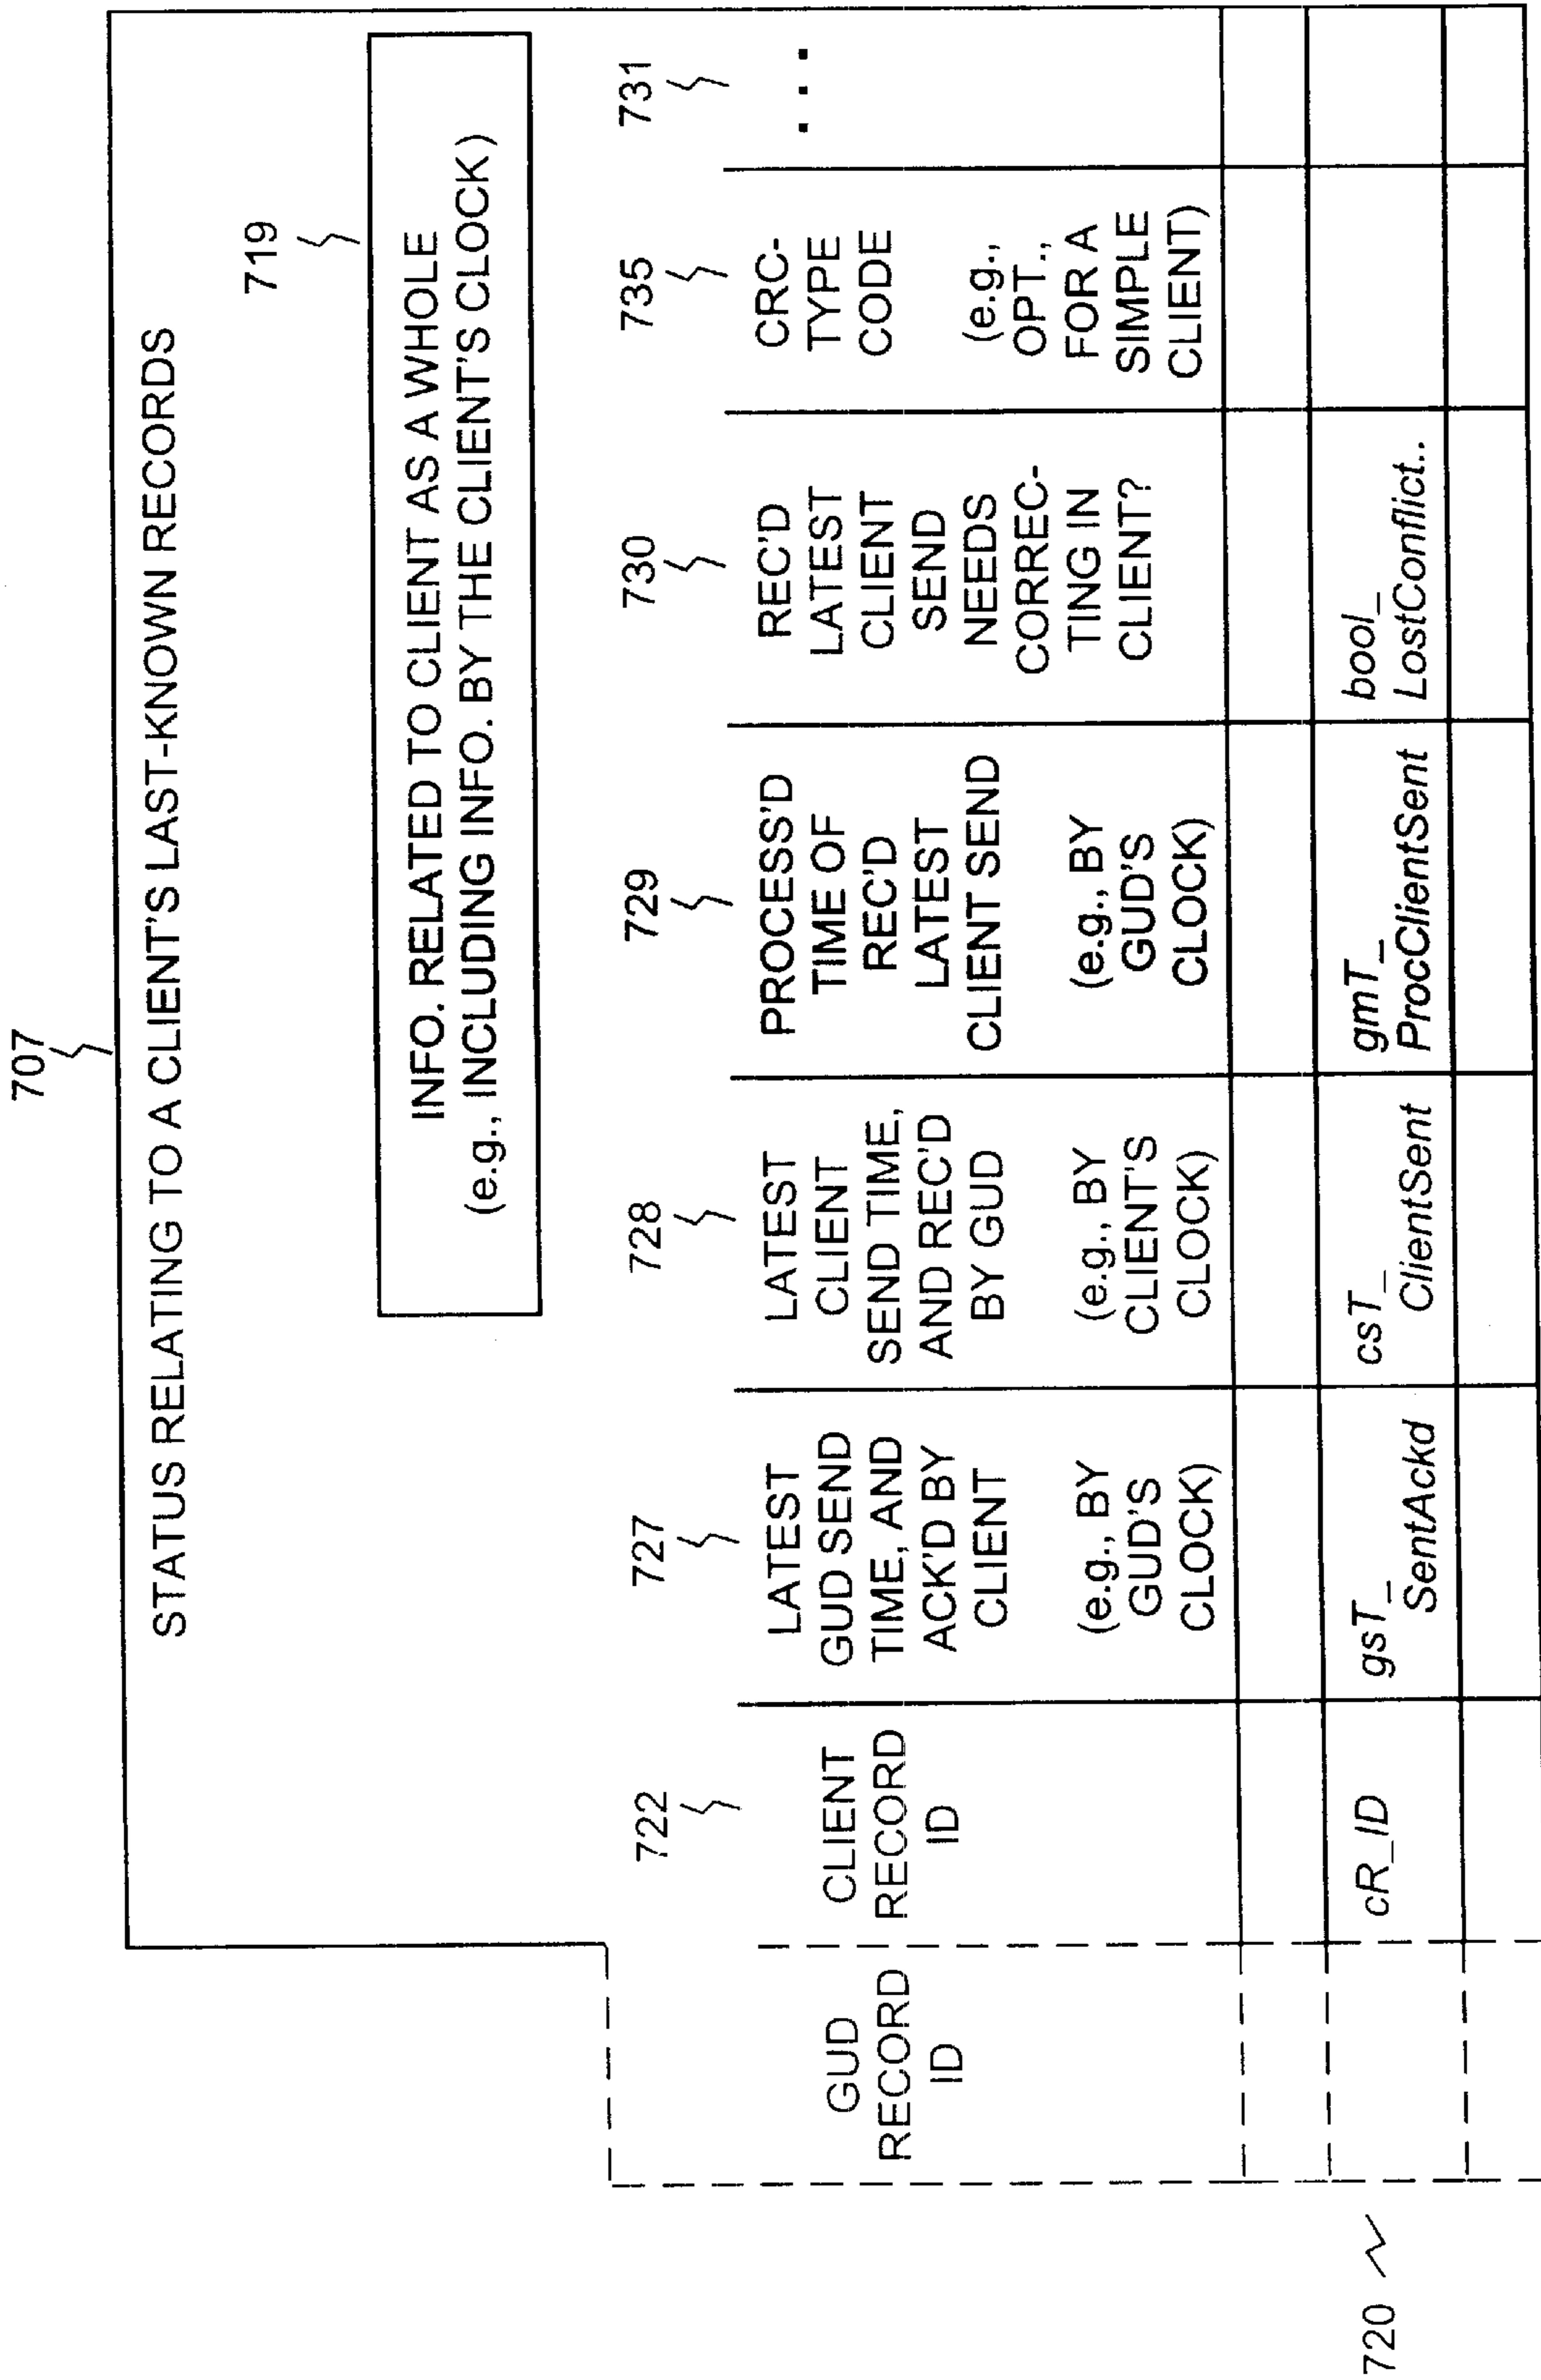 707
STATUS RELATING TO A CLIENT'S LAST-KNOWN RECORDS
719
INFO. RELATED TO CLIENT AS A WHOLE
(e.g., INCLUDING INFO. BY THE CLIENT'S CLOCK)
GUD
RECORD
ID
722
CLIENT
RECORD
ID
727
LATEST
GUD SEND
TIME, AND
ACK'D BY
CLIENT
(e.g., BY
GUD'S
CLOCK)
728
LATEST
CLIENT
SEND TIME,
AND REC'D
BY GUD
(e.g., BY
CLIENT'S
CLOCK)
729
PROCESS'D
TIME OF
REC'D
LATEST
CLIENT SEND
(e.g., BY
GUD'S
CLOCK)
730
REC'D
LATEST
CLIENT
SEND
NEEDS
CORREC-
TING IN
CLIENT?
735
CRC-
TYPE
CODE
(e.g.,
OPT.,
FOR A
SIMPLE
CLIENT)
731
...
720
cR_ID
gsT_
SentAckd
csT_
ClientSent
gmT_
ProcClientSent
bool_
LostConflict..